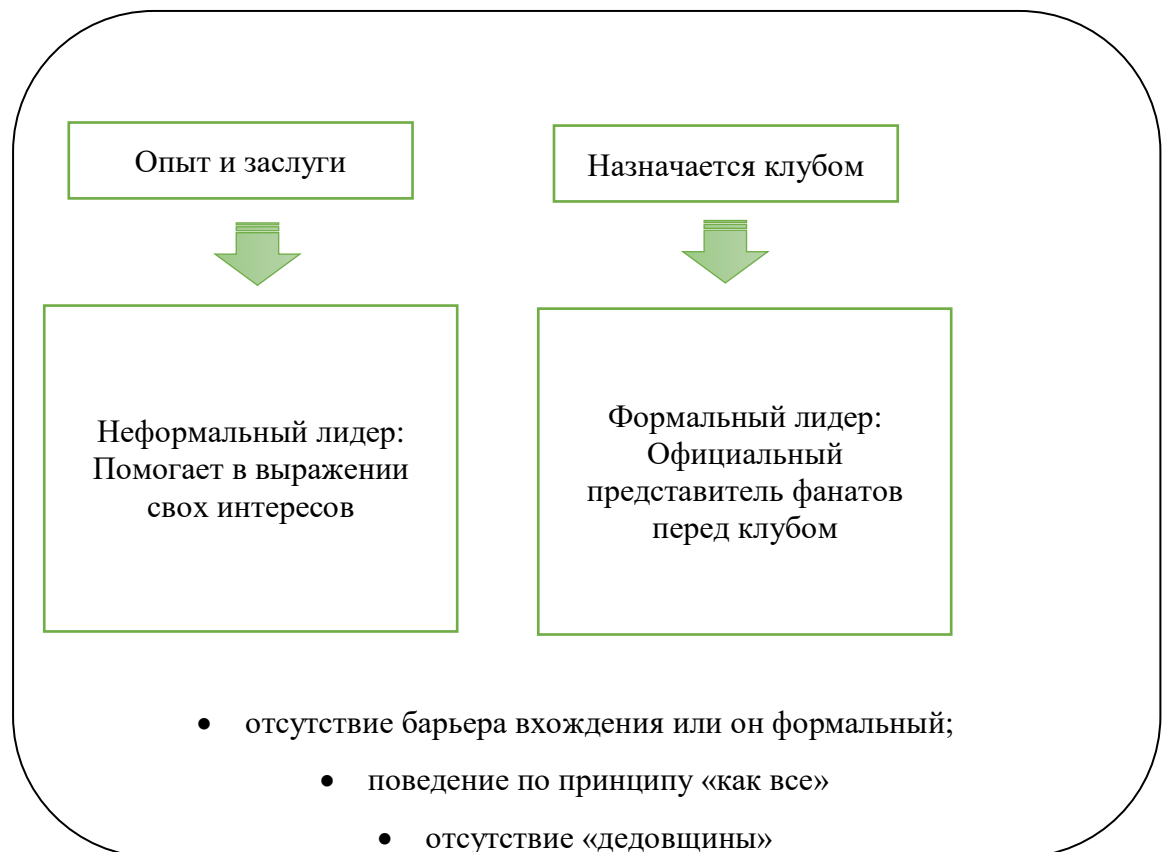 Опыт и заслуги
Назначается клубом
Неформальный лидер:
Помогает в выражении
свох интересов
Формальный лидер:
Официальный
представитель фанатов
перед клубом
• отсутствие барьера вхождения или он формальный;
• поведение по принципу «как все»
• отсутствие «дедовщины»